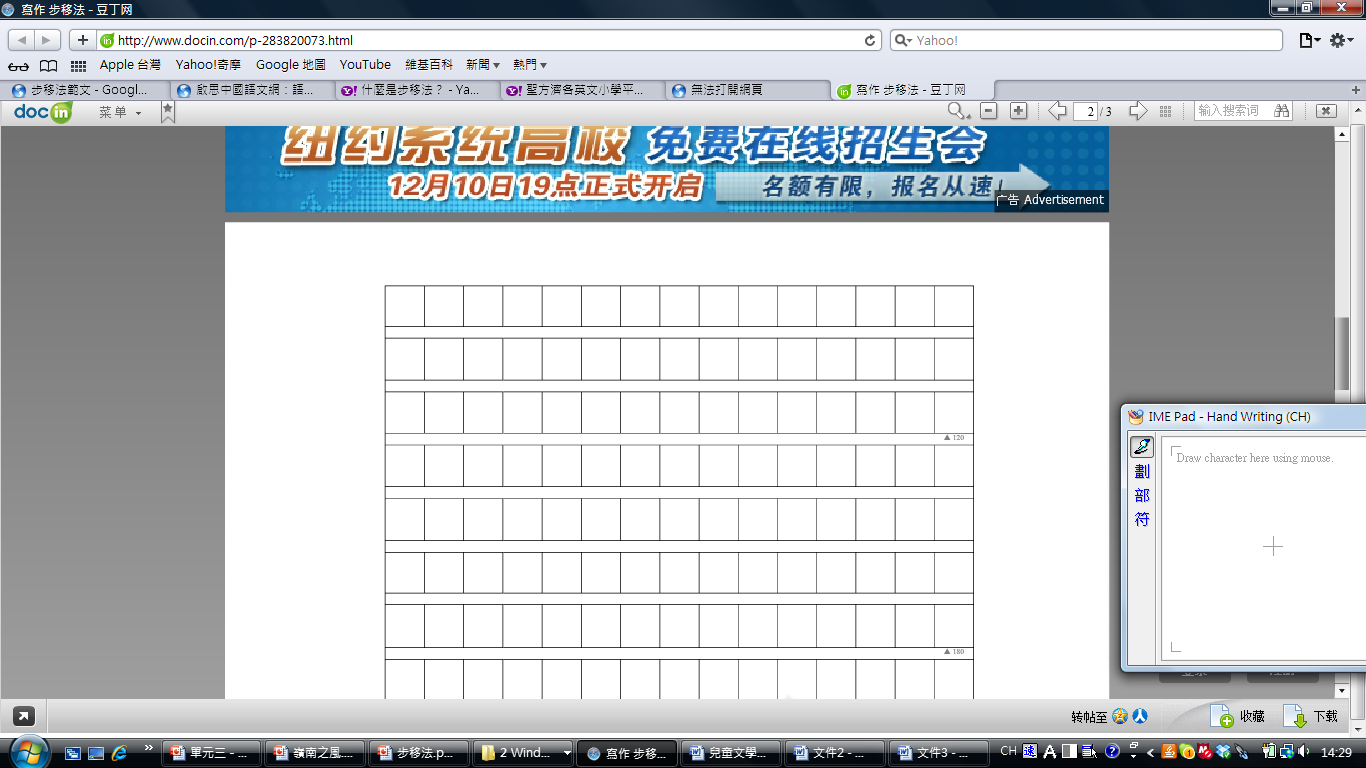 寫作 步移法 - 豆丁网
http://www.docin.com/p-283820073.html
Yahoo!
Apple 台灣 Yahoo!奇摩 Google 地圖 YouTube 維基百科 新聞 熱門
步移法範文 - Googl... 啟思中國語文網：語... 什麼是步移法？ - Ya... 聖方濟各英文小學平... 無法打開網頁 寫作 步移法 - 豆丁网
docin 菜单 2 / 3 输入搜索词
纽约系统高校 免费在线招生会
12月10日19点正式开启 名额有限，报名从速！
广告 Advertisement
▲120
▲180
IME Pad - Hand Writing (CH)
Draw character here using mouse.
劃
部
符
转帖至 收藏 下载
單元三 - ... 嶺南之風.... 步移法.p... 2 Wind... 寫作 步移... 兒童文學... 文件2 - ... 文件3 - ... CH 速 14:29